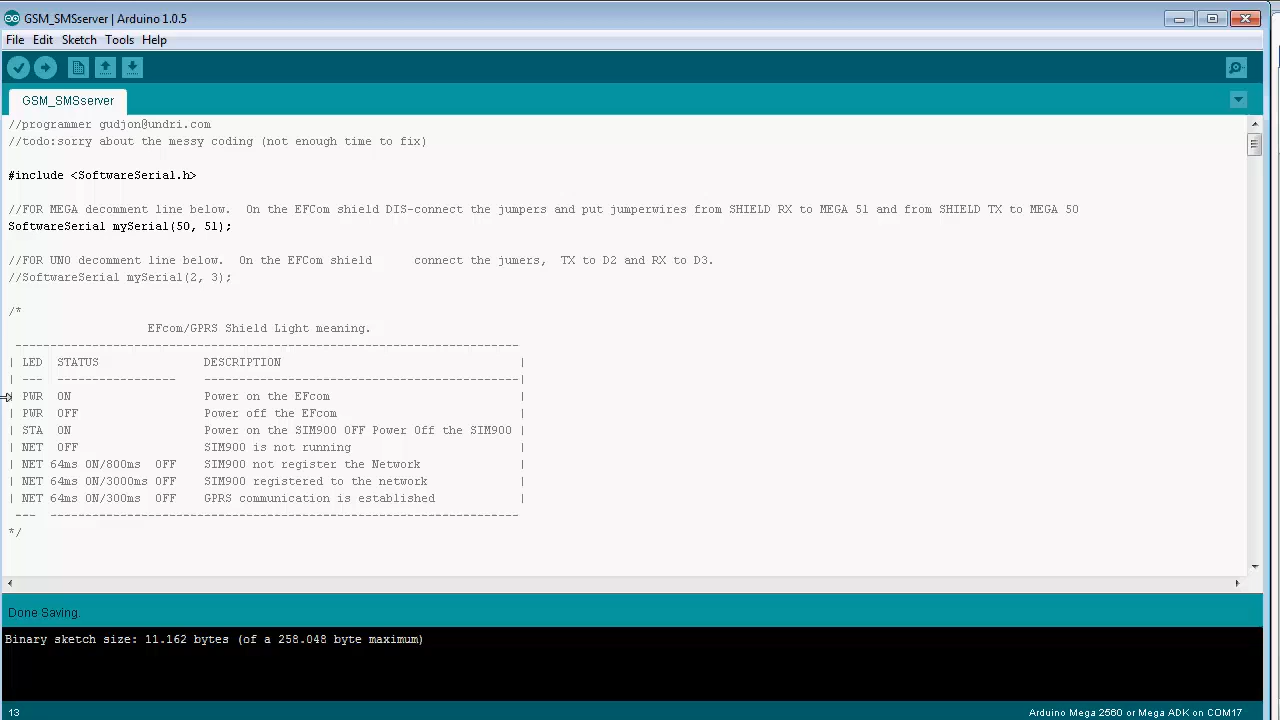 GSM_SMSserver | Arduino 1.0.5
File Edit Sketch Tools Help
GSM_SMSserver
//programmer gudjon@undri.com
//todo:sorry about the messy coding (not enough time to fix)
#include <SoftwareSerial.h>
//FOR MEGA decomment line below.  On the EFCom shield DIS-connect the jumpers and put jumperwires from SHIELD RX to MEGA 51 and from SHIELD TX to MEGA 50
SoftwareSerial mySerial(50, 51);
//FOR UNO decomment line below.  On the EFCom shield      connect the jumers,  TX to D2 and RX to D3.
//SoftwareSerial mySerial(2, 3);
/*
EFcom/GPRS Shield Light meaning.
------------------------------------------------------------------------
| LED  STATUS               DESCRIPTION                                  |
| ---  -----------------    ---------------------------------------------|
| PWR  ON                   Power on the EFcom                           |
| PWR  OFF                  Power off the EFcom                          |
| STA  ON                   Power on the SIM900 OFF Power Off the SIM900 |
| NET  OFF                  SIM900 is not running                        |
| NET 64ms ON/800ms  OFF    SIM900 not register the Network              |
| NET 64ms ON/3000ms OFF    SIM900 registered to the network             |
| NET 64ms ON/300ms  OFF    GPRS communication is established            |
---  -------------------------------------------------------------------
*/
Done Saving.
Binary sketch size: 11.162 bytes (of a 258.048 byte maximum)
13 Arduino Mega 2560 or Mega ADK on COM17